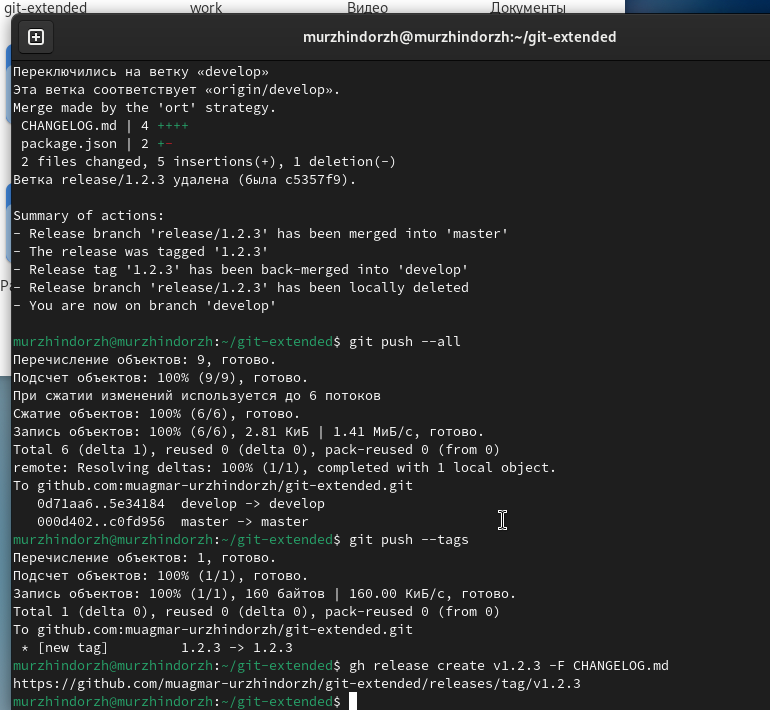 git-extended work Видео Документы
murzhindorzh@murzhindorzh:~/git-extended
Переключились на ветку «develop»
Эта ветка соответствует «origin/develop».
Merge made by the 'ort' strategy.
 CHANGELOG.md | 4 ++++
 package.json | 2 +-
 2 files changed, 5 insertions(+), 1 deletion(-)
Ветка release/1.2.3 удалена (была c5357f9).
Summary of actions:
- Release branch 'release/1.2.3' has been merged into 'master'
- The release was tagged '1.2.3'
- Release tag '1.2.3' has been back-merged into 'develop'
- Release branch 'release/1.2.3' has been locally deleted
- You are now on branch 'develop'
murzhindorzh@murzhindorzh:~/git-extended$ git push --all
Перечисление объектов: 9, готово.
Подсчет объектов: 100% (9/9), готово.
При сжатии изменений используется до 6 потоков
Сжатие объектов: 100% (6/6), готово.
Запись объектов: 100% (6/6), 2.81 КиБ | 1.41 МиБ/с, готово.
Total 6 (delta 1), reused 0 (delta 0), pack-reused 0 (from 0)
remote: Resolving deltas: 100% (1/1), completed with 1 local object.
To github.com:muagmar-urzhindorzh/git-extended.git
   0d71aa6..5e34184  develop -> develop
   000d402..c0fd956  master -> master
murzhindorzh@murzhindorzh:~/git-extended$ git push --tags
Перечисление объектов: 1, готово.
Подсчет объектов: 100% (1/1), готово.
Запись объектов: 100% (1/1), 160 байтов | 160.00 КиБ/с, готово.
Total 1 (delta 0), reused 0 (delta 0), pack-reused 0 (from 0)
To github.com:muagmar-urzhindorzh/git-extended.git
 * [new tag]         1.2.3 -> 1.2.3
murzhindorzh@murzhindorzh:~/git-extended$ gh release create v1.2.3 -F CHANGELOG.md
https://github.com/muagmar-urzhindorzh/git-extended/releases/tag/v1.2.3
murzhindorzh@murzhindorzh:~/git-extended$